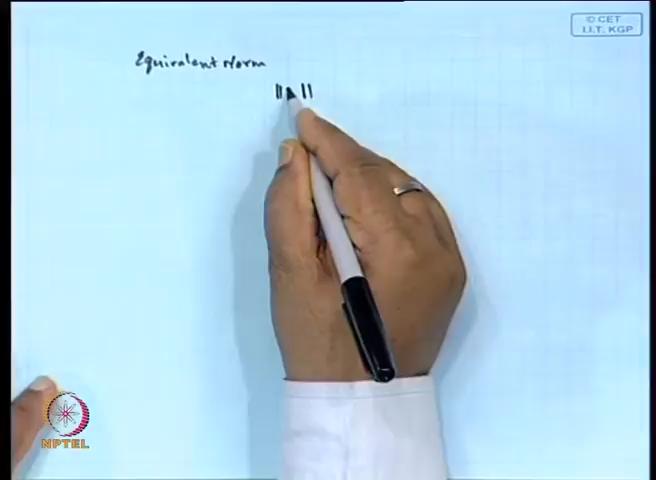 © CET
I.I.T. KGP
Equivalent Norm
|| ||
NPTEL